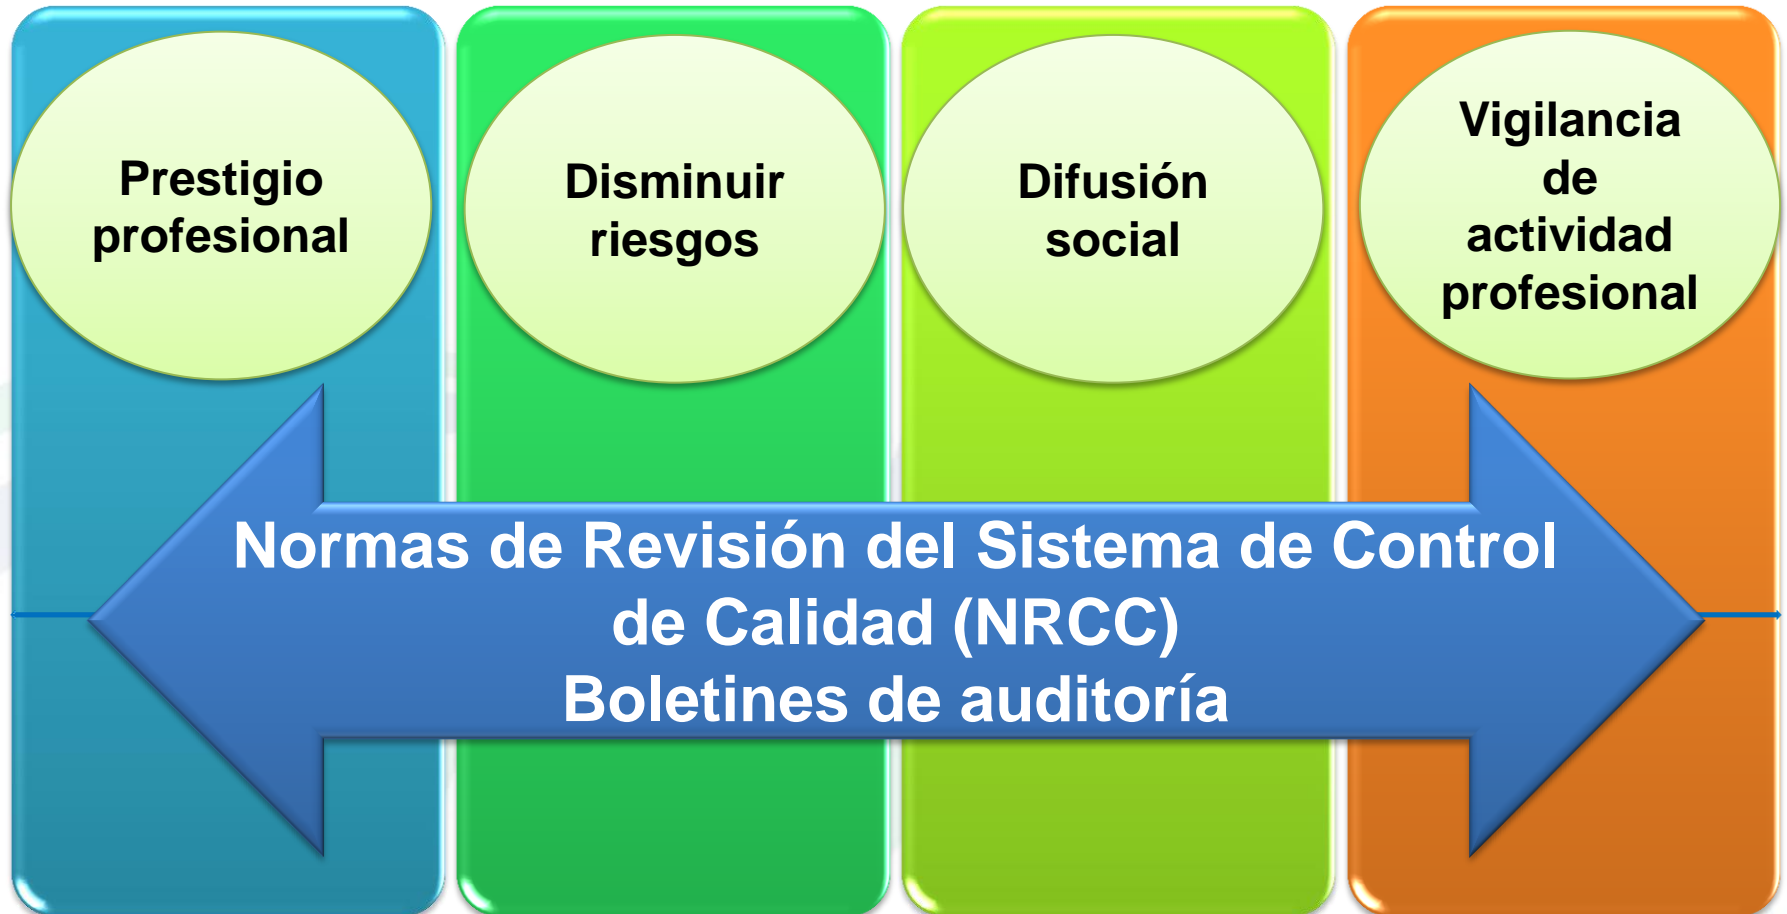 Prestigio
profesional
Disminuir
riesgos
Difusión
social
Vigilancia
de
actividad
profesional
Normas de Revisión del Sistema de Control
de Calidad (NRCC)
Boletines de auditoría